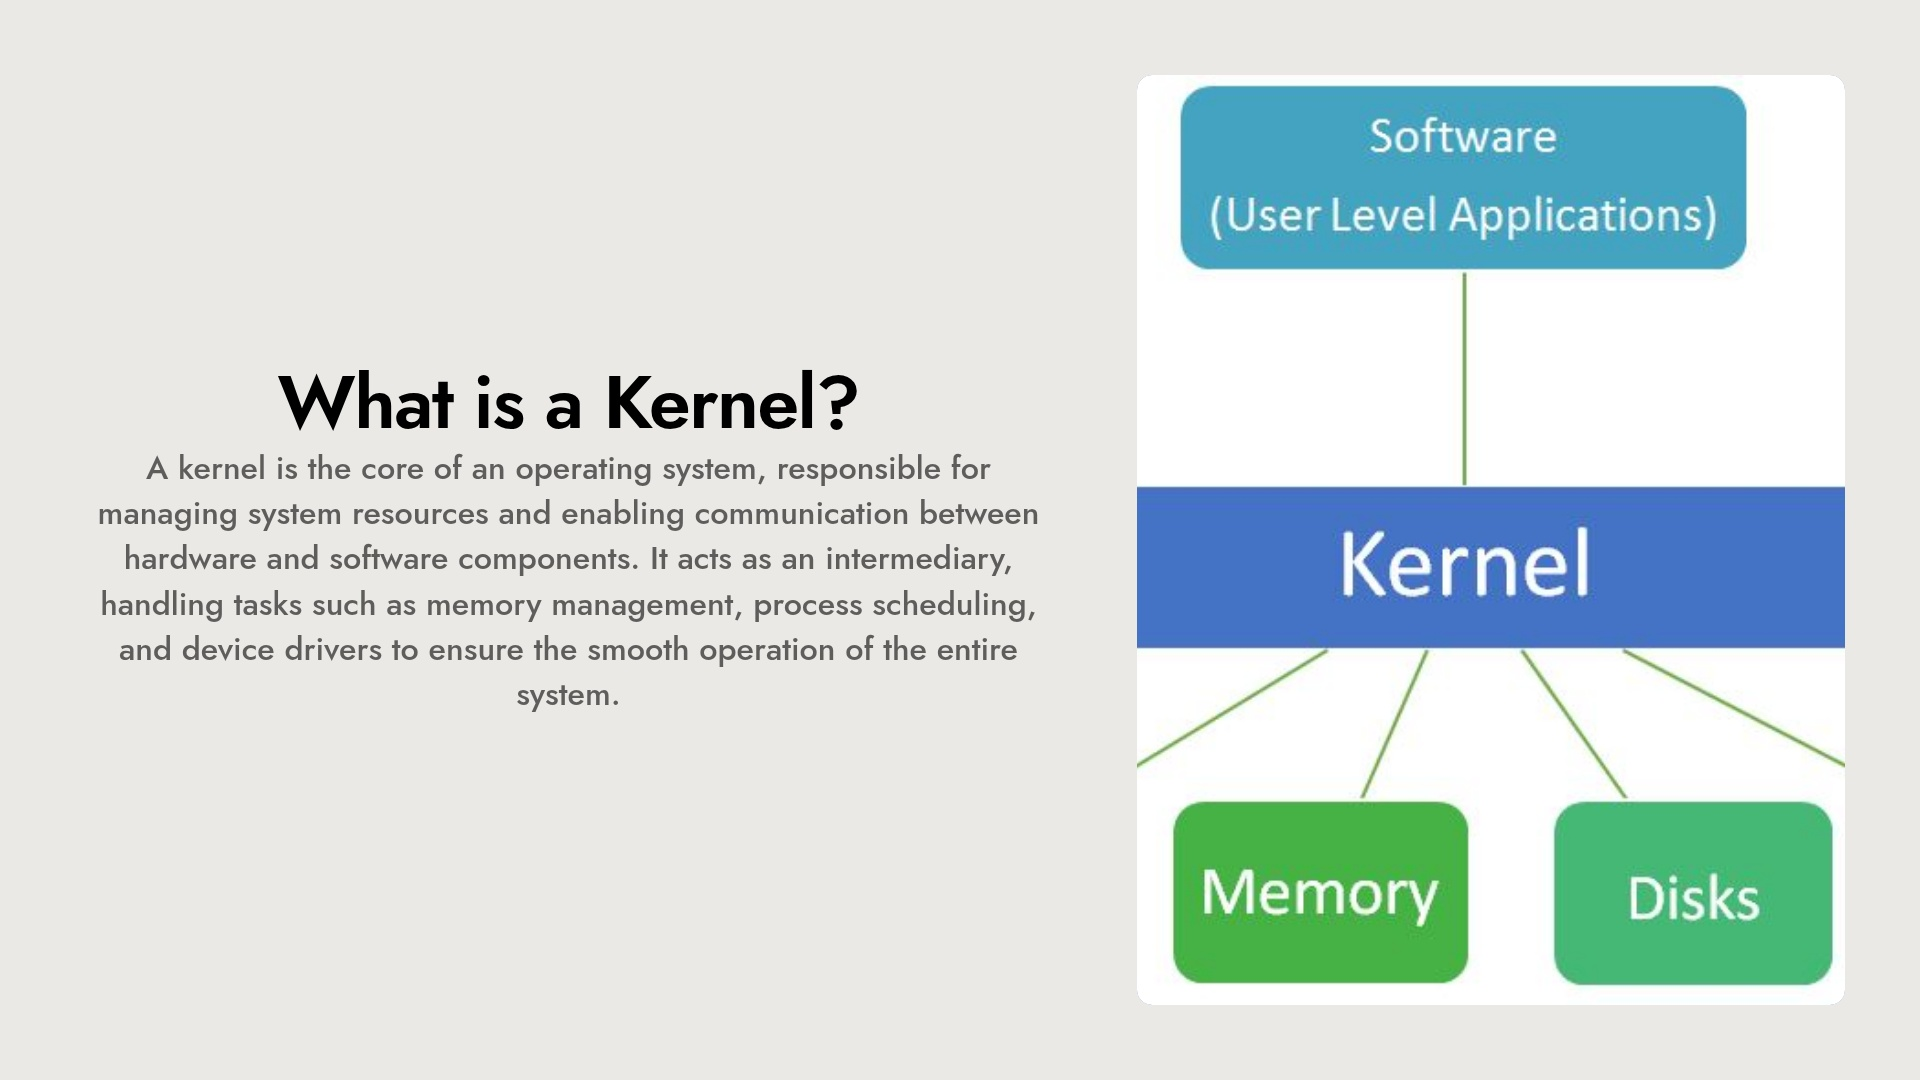 What is a Kernel?
A kernel is the core of an operating system, responsible for
managing system resources and enabling communication between
hardware and software components. It acts as an intermediary,
handling tasks such as memory management, process scheduling,
and device drivers to ensure the smooth operation of the entire
system.
Software
(User Level Applications)
Kernel
Memory
Disks